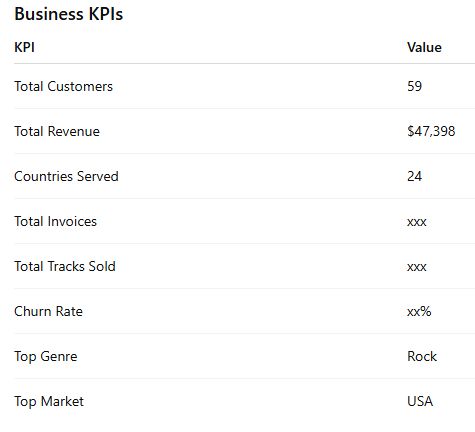 Business KPIs
KPI Value
Total Customers 59
Total Revenue $47,398
Countries Served 24
Total Invoices xxx
Total Tracks Sold xxx
Churn Rate xx%
Top Genre Rock
Top Market USA